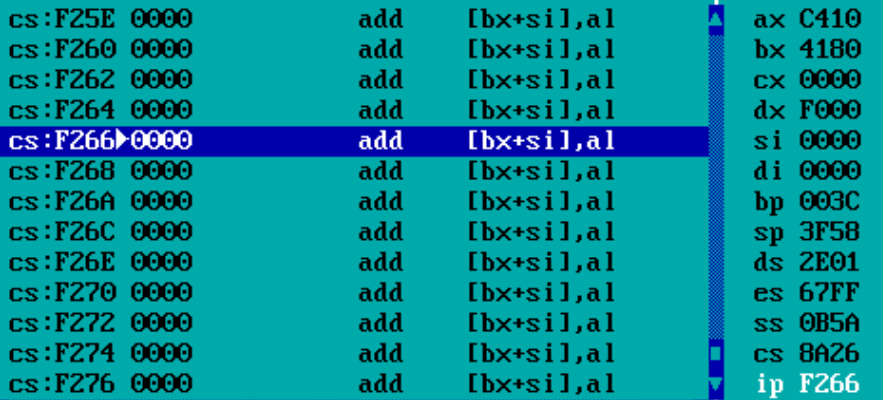 cs:F25E 0000 add [bx+si],al ax C410
cs:F260 0000 add [bx+si],al bx 4180
cs:F262 0000 add [bx+si],al cx 0000
cs:F264 0000 add [bx+si],al dx F000
cs:F266►0000 add [bx+si],al si 0000
cs:F268 0000 add [bx+si],al di 0000
cs:F26A 0000 add [bx+si],al bp 003C
cs:F26C 0000 add [bx+si],al sp 3F58
cs:F26E 0000 add [bx+si],al ds 2E01
cs:F270 0000 add [bx+si],al es 67FF
cs:F272 0000 add [bx+si],al ss 0B5A
cs:F274 0000 add [bx+si],al cs 8A26
cs:F276 0000 add [bx+si],al ip F266